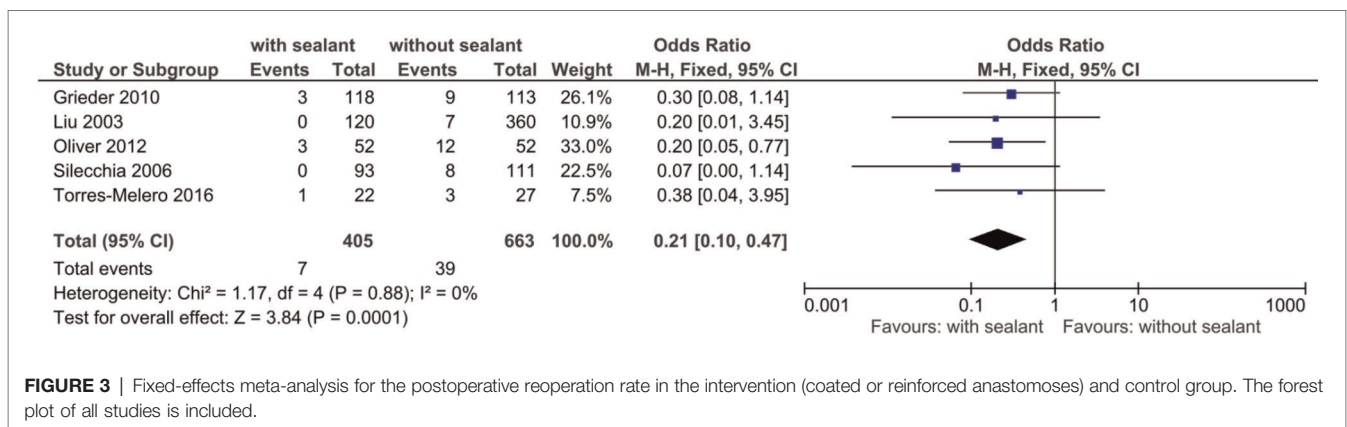 with sealant without sealant Odds Ratio Odds Ratio
Study or Subgroup Events Total Events Total Weight M-H, Fixed, 95% CI M-H, Fixed, 95% CI
Grieder 2010 3 118 9 113 26.1% 0.30 [0.08, 1.14]
Liu 2003 0 120 7 360 10.9% 0.20 [0.01, 3.45]
Oliver 2012 3 52 12 52 33.0% 0.20 [0.05, 0.77]
Silecchia 2006 0 93 8 111 22.5% 0.07 [0.00, 1.14]
Torres-Melero 2016 1 22 3 27 7.5% 0.38 [0.04, 3.95]
Total (95% CI) 405 663 100.0% 0.21 [0.10, 0.47]
Total events 7 39
Heterogeneity: Chi² = 1.17, df = 4 (P = 0.88); I² = 0%
Test for overall effect: Z = 3.84 (P = 0.0001)
0.001 0.1 1 10 1000
Favours: with sealant Favours: without sealant
FIGURE 3 | Fixed-effects meta-analysis for the postoperative reoperation rate in the intervention (coated or reinforced anastomoses) and control group. The forest
plot of all studies is included.